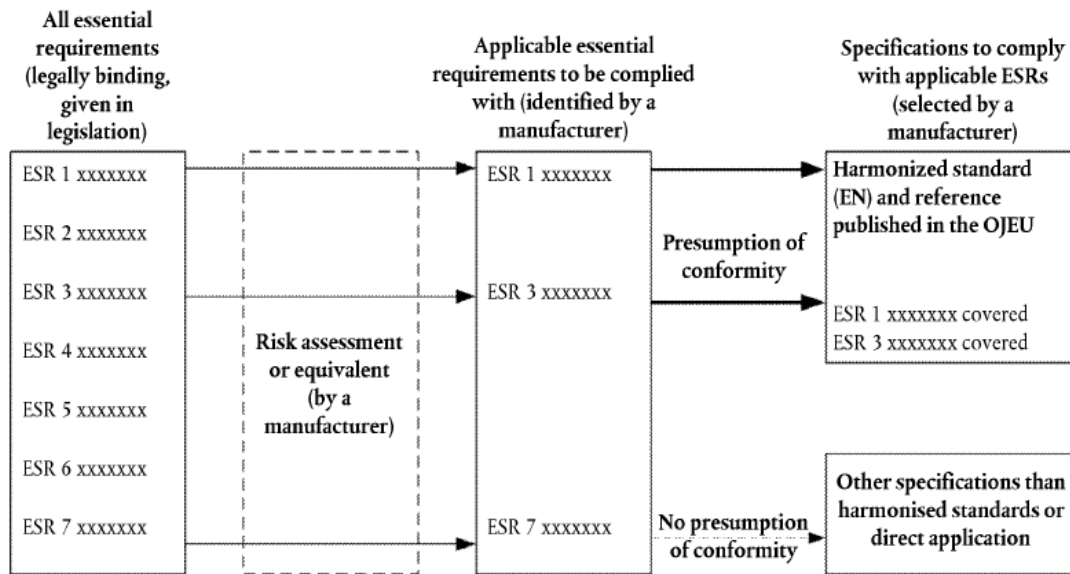 All essential
requirements
(legally binding,
given in
legislation)
ESR 1 xxxxxxx
ESR 2 xxxxxxx
ESR 3 xxxxxxx
ESR 4 xxxxxxx
ESR 5 xxxxxxx
ESR 6 xxxxxxx
ESR 7 xxxxxxx
Risk assessment
or equivalent
(by a
manufacturer)
Applicable essential
requirements to be complied
with (identified by a
manufacturer)
ESR 1 xxxxxxx
ESR 3 xxxxxxx
ESR 7 xxxxxxx
Presumption of
conformity
No presumption
of conformity
Specifications to comply
with applicable ESRs
(selected by a
manufacturer)
Harmonized standard
(EN) and reference
published in the OJEU
ESR 1 xxxxxxx covered
ESR 3 xxxxxxx covered
Other specifications than
harmonised standards or
direct application